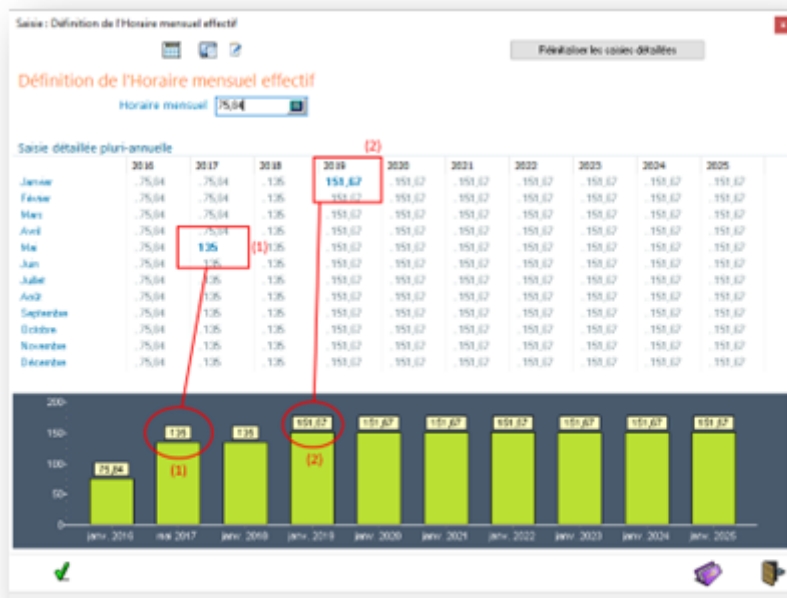 Saisie : Définition de l'Horaire mensuel effectif
Réinitialiser les saisies détaillées
Définition de l'Horaire mensuel effectif
Horaire mensuel 75,84
Saisie détaillée pluri-annuelle (2)
2016 2017 2018 2019 2020 2021 2022 2023 2024 2025
Janvier .75,84 .75,84 .135 151,67 .151,67 .151,67 .151,67 .151,67 .151,67 .151,67
Février .75,84 .75,84 .135 .151,67 .151,67 .151,67 .151,67 .151,67 .151,67 .151,67
Mars .75,84 .75,84 .135 .151,67 .151,67 .151,67 .151,67 .151,67 .151,67 .151,67
Avril .75,84 .75,84 .135 .151,67 .151,67 .151,67 .151,67 .151,67 .151,67 .151,67
Mai .75,84 135 (1) .135 .151,67 .151,67 .151,67 .151,67 .151,67 .151,67 .151,67
Juin .75,84 .135 .135 .151,67 .151,67 .151,67 .151,67 .151,67 .151,67 .151,67
Juillet .75,84 .135 .135 .151,67 .151,67 .151,67 .151,67 .151,67 .151,67 .151,67
Août .75,84 .135 .135 .151,67 .151,67 .151,67 .151,67 .151,67 .151,67 .151,67
Septembre .75,84 .135 .135 .151,67 .151,67 .151,67 .151,67 .151,67 .151,67 .151,67
Octobre .75,84 .135 .135 .151,67 .151,67 .151,67 .151,67 .151,67 .151,67 .151,67
Novembre .75,84 .135 .135 .151,67 .151,67 .151,67 .151,67 .151,67 .151,67 .151,67
Décembre .75,84 .135 .135 .151,67 .151,67 .151,67 .151,67 .151,67 .151,67 .151,67
200
151,67 151,67 151,67 151,67 151,67 151,67 151,67
150 135 135
(1) (2)
100 75,84
50
0
janv. 2016 mai 2017 janv. 2018 janv. 2019 janv. 2020 janv. 2021 janv. 2022 janv. 2023 janv. 2024 janv. 2025